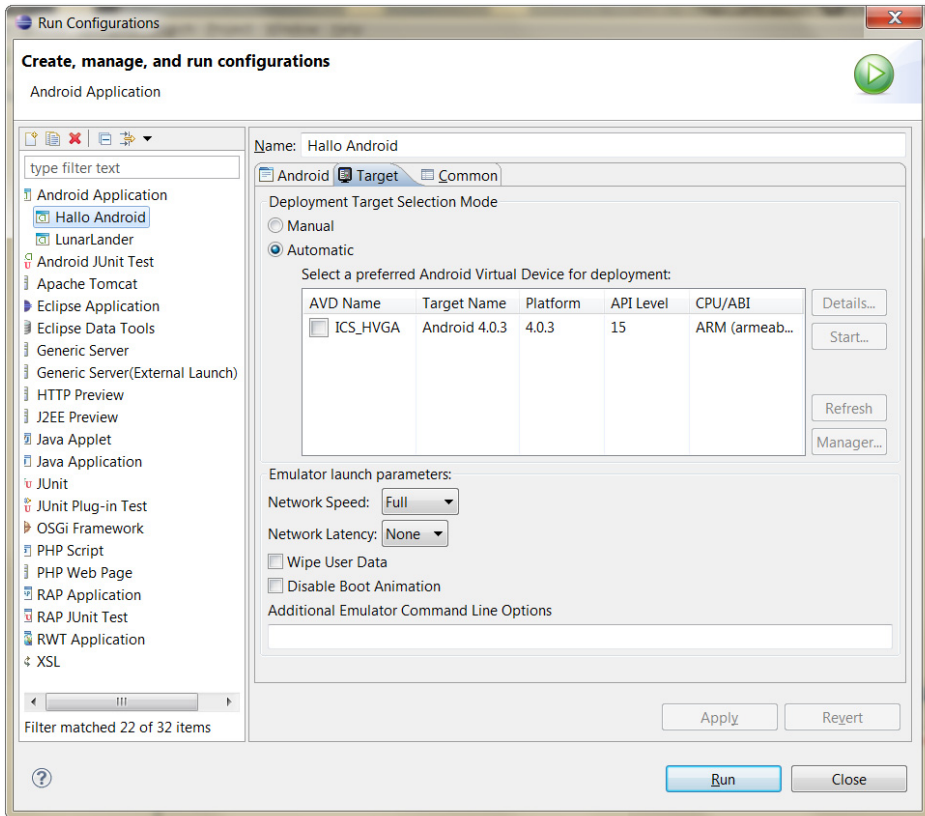 Run Configurations
Create, manage, and run configurations
Android Application
type filter text
Android Application
Hallo Android
LunarLander
Android JUnit Test
Apache Tomcat
Eclipse Application
Eclipse Data Tools
Generic Server
Generic Server(External Launch)
HTTP Preview
J2EE Preview
Java Applet
Java Application
JUnit
JUnit Plug-in Test
OSGi Framework
PHP Script
PHP Web Page
RAP Application
RAP JUnit Test
RWT Application
XSL
Filter matched 22 of 32 items
Name: Hallo Android
Android Target Common
Deployment Target Selection Mode
Manual
Automatic
Select a preferred Android Virtual Device for deployment:
AVD Name Target Name Platform API Level CPU/ABI
ICS_HVGA Android 4.0.3 4.0.3 15 ARM (armeab...
Details...
Start...
Refresh
Manager...
Emulator launch parameters:
Network Speed: Full
Network Latency: None
Wipe User Data
Disable Boot Animation
Additional Emulator Command Line Options
Apply Revert
Run Close